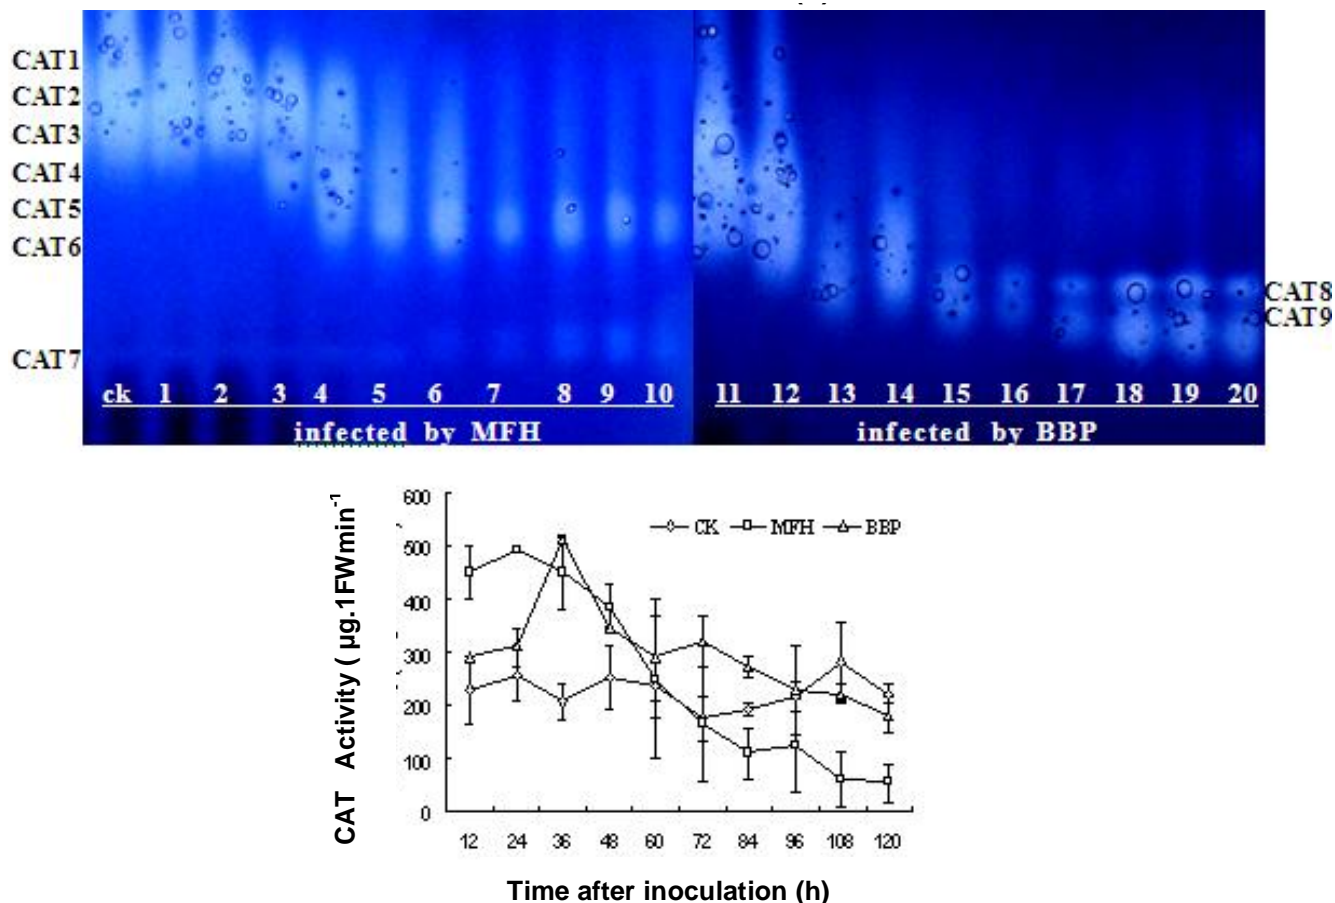 CAT1
CAT2
CAT3
CAT4
CAT5
CAT6
CAT7
CAT8
CAT9
ck 1 2 3 4 5 6 7 8 9 10
infected by MFH
11 12 13 14 15 16 17 18 19 20
infected by BBP
CAT Activity ( µg.1FWmin⁻¹
600
500
400
300
200
100
0
CK MFH BBP
12 24 36 48 60 72 84 96 108 120
Time after inoculation (h)